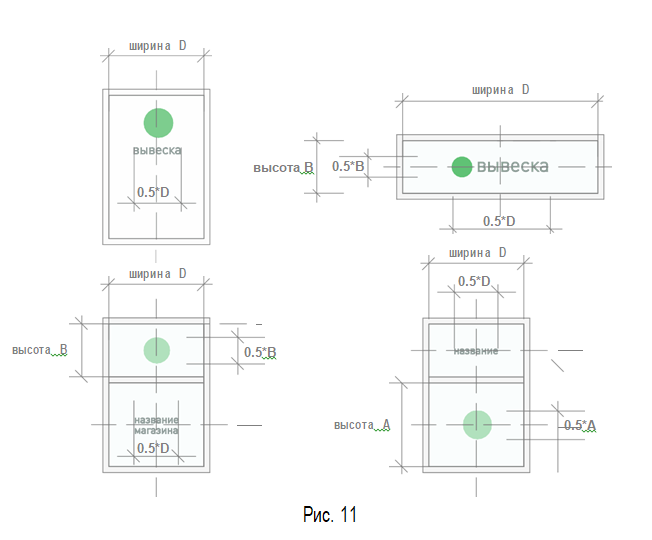 ширина D
вывеска
0.5*D
ширина D
высота B
0.5*B
вывеска
0.5*D
ширина D
высота B
0.5*B
название
магазина
0.5*D
ширина D
0.5*D
название
высота A
0.5*A
Рис. 11